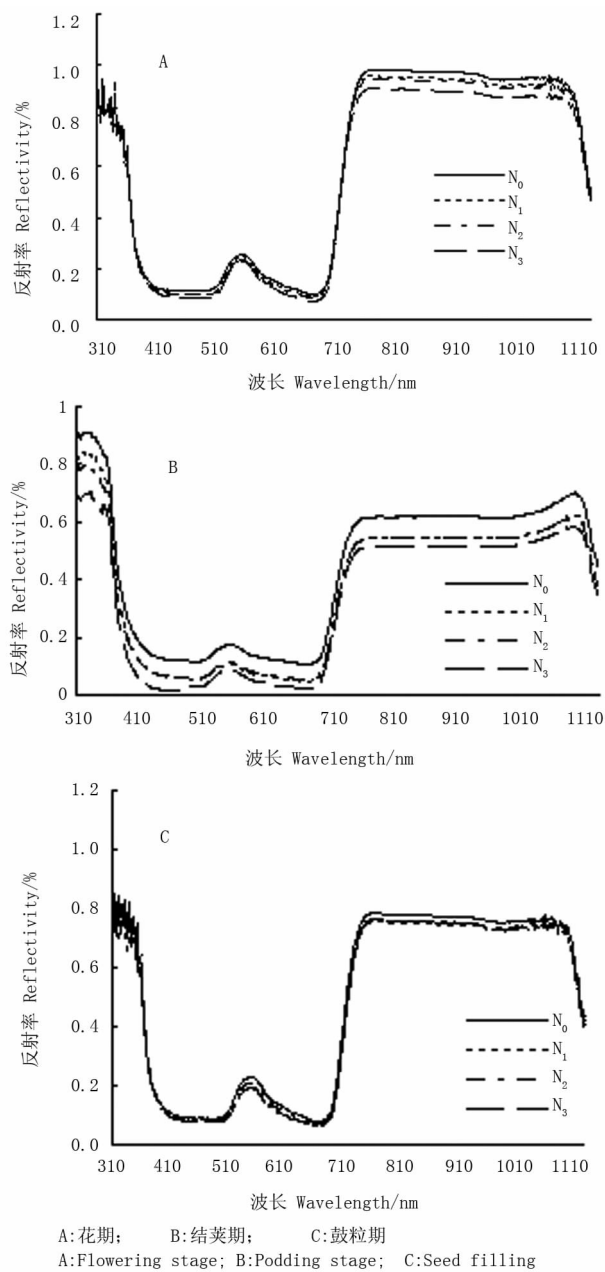 1.2
A
1.0
0.8
0.6
0.4
0.2
0.0
反射率 Reflectivity/%
N0
N1
N2
N3
310 410 510 610 710 810 910 1010 1110
波长 Wavelength/nm
1
B
0.8
0.6
0.4
0.2
0
反射率 Reflectivity/%
N0
N1
N2
N3
310 410 510 610 710 810 910 1010 1110
波长 Wavelength/nm
1.2
C
1.0
0.8
0.6
0.4
0.2
0.0
反射率 Reflectivity/%
N0
N1
N2
N3
310 410 510 610 710 810 910 1010 1110
波长 Wavelength/nm
A:花期; B:结荚期; C:鼓粒期
A:Flowering stage; B:Podding stage; C:Seed filling